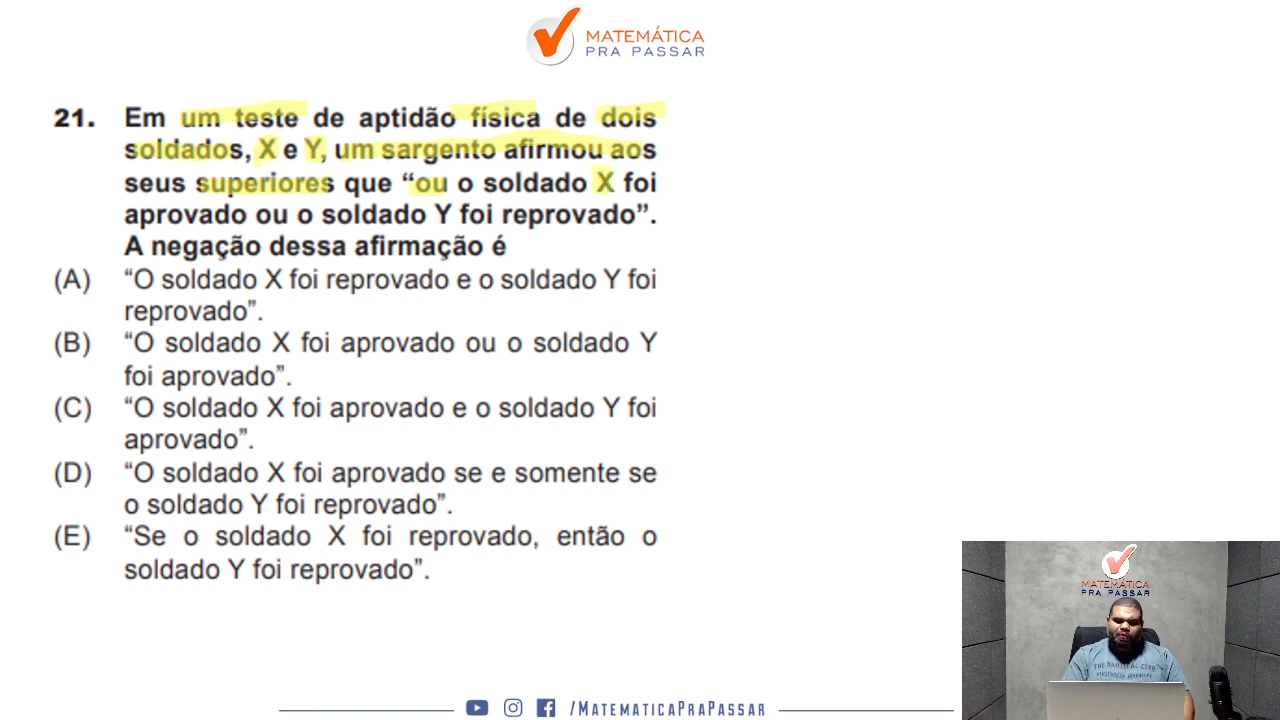 MATEMÁTICA
PRA PASSAR
21. Em um teste de aptidão física de dois
soldados, X e Y, um sargento afirmou aos
seus superiores que “ou o soldado X foi
aprovado ou o soldado Y foi reprovado”.
A negação dessa afirmação é
(A) “O soldado X foi reprovado e o soldado Y foi
reprovado”.
(B) “O soldado X foi aprovado ou o soldado Y
foi aprovado”.
(C) “O soldado X foi aprovado e o soldado Y foi
aprovado”.
(D) “O soldado X foi aprovado se e somente se
o soldado Y foi reprovado”.
(E) “Se o soldado X foi reprovado, então o
soldado Y foi reprovado”.
MATEMÁTICA
PRA PASSAR
THE NAUTICAL CLUB
/MATEMATICAPRAPASSAR